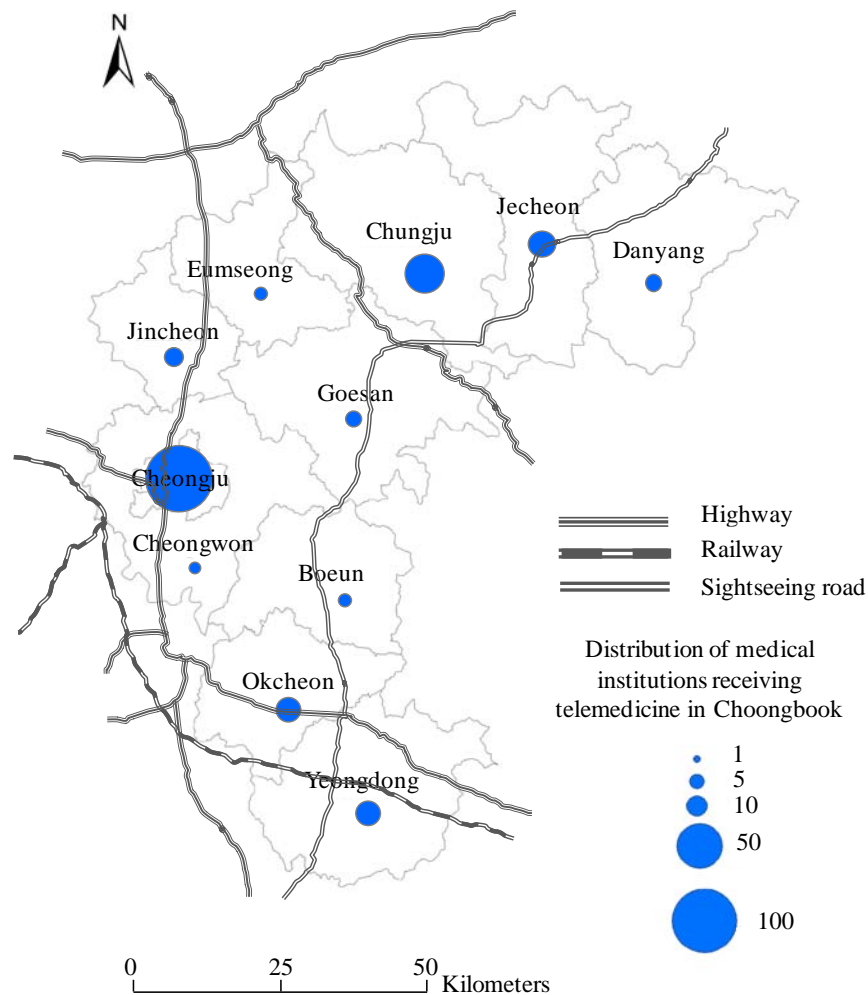 N
Jecheon
Chungju
Danyang
Eumseong
Jincheon
Goesan
Cheongju
Cheongwon
Boeun
Okcheon
Yeongdong
Highway
Railway
Sightseeing road
Distribution of medical
institutions receiving
telemedicine in Choongbook
1
5
10
50
100
0 25 50
Kilometers